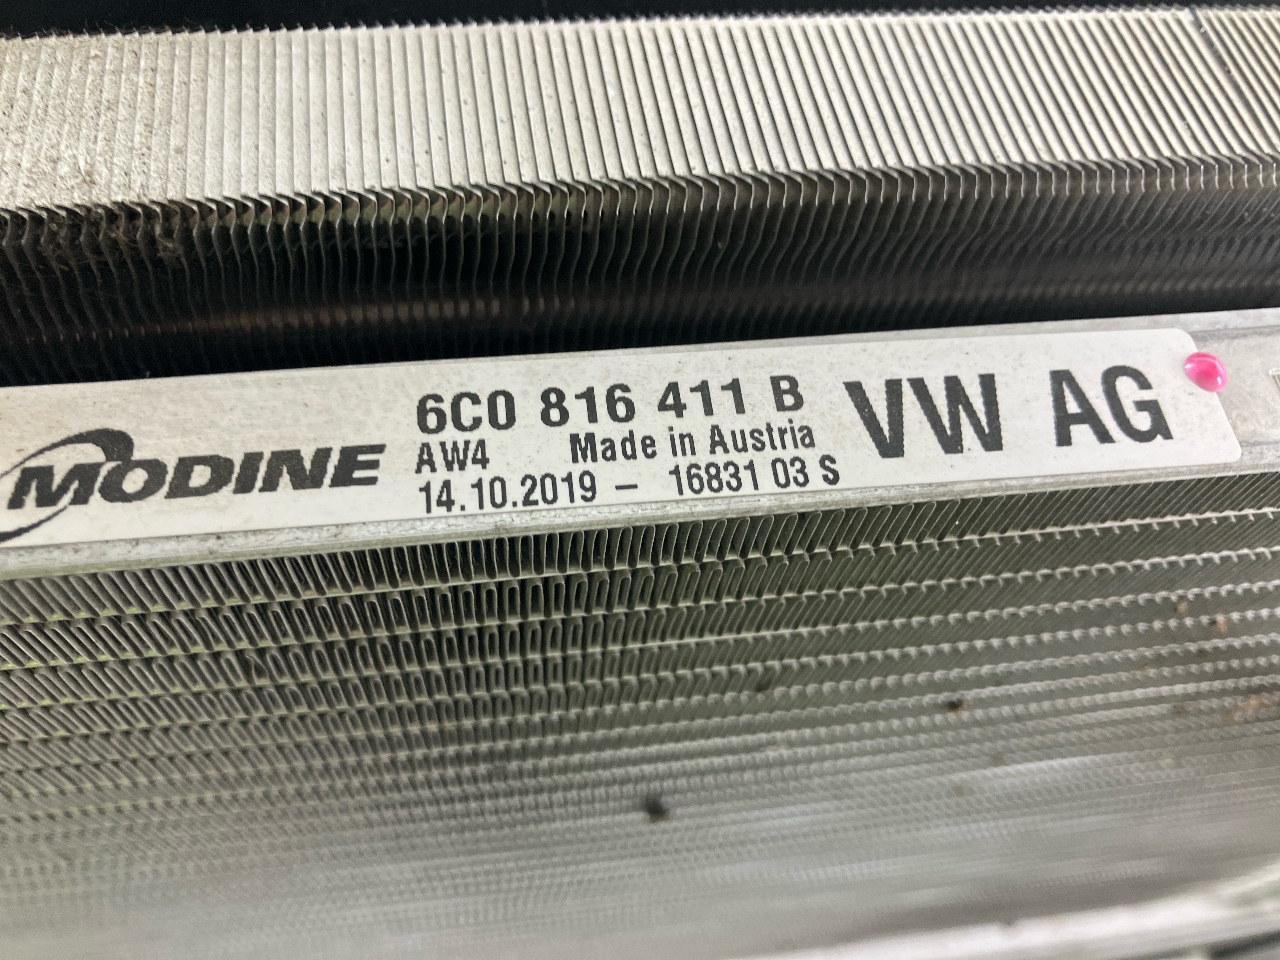 MODINE
6C0 816 411 B
AW4 Made in Austria
14.10.2019 – 16831 03 S
VW AG